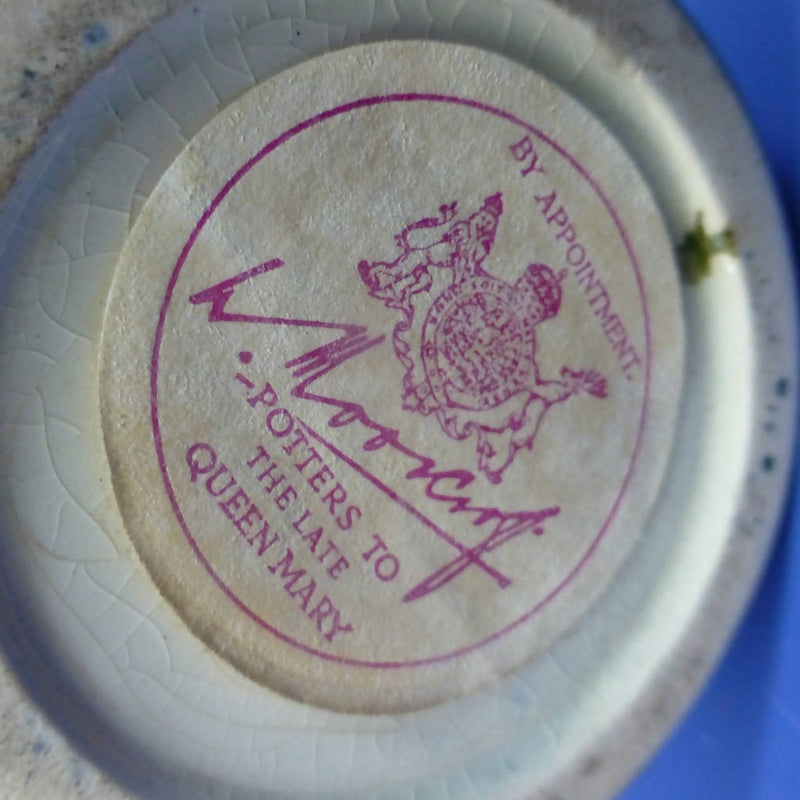 BY APPOINTMENT.
W. Moorcroft
-POTTERS TO
THE LATE
QUEEN MARY